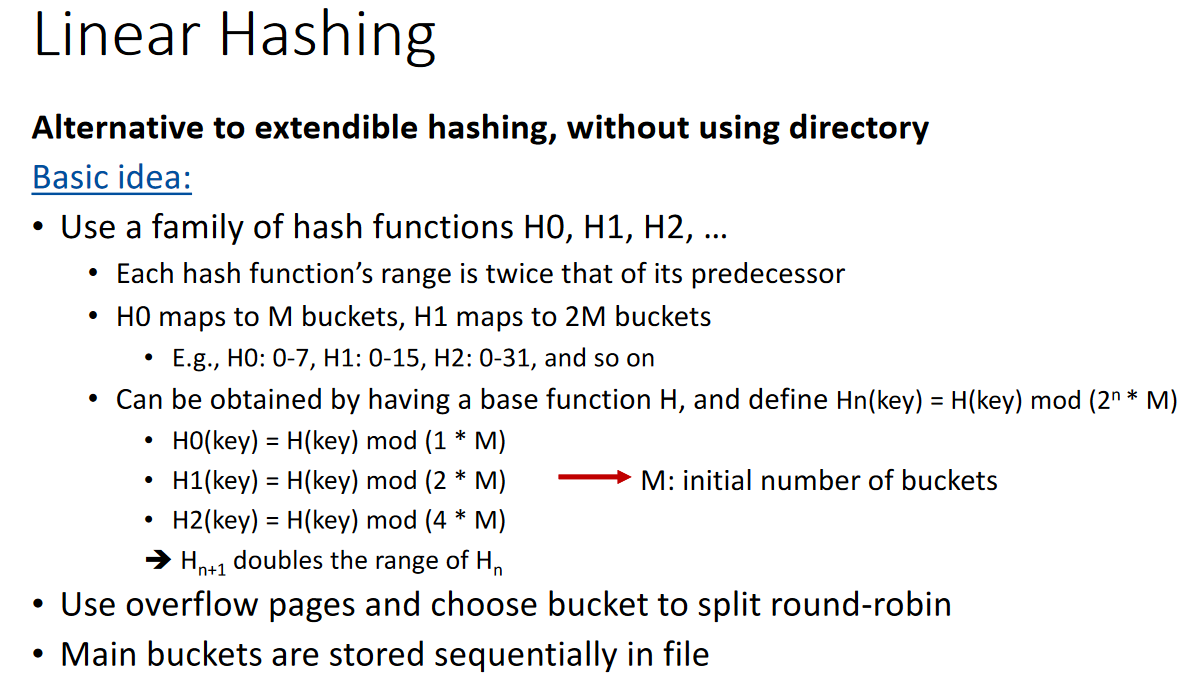 Linear Hashing
Alternative to extendible hashing, without using directory
Basic idea:
• Use a family of hash functions H0, H1, H2, …
• Each hash function’s range is twice that of its predecessor
• H0 maps to M buckets, H1 maps to 2M buckets
• E.g., H0: 0-7, H1: 0-15, H2: 0-31, and so on
• Can be obtained by having a base function H, and define Hn(key) = H(key) mod (2ⁿ * M)
• H0(key) = H(key) mod (1 * M)
• H1(key) = H(key) mod (2 * M) → M: initial number of buckets
• H2(key) = H(key) mod (4 * M)
➔ Hₙ₊₁ doubles the range of Hₙ
• Use overflow pages and choose bucket to split round-robin
• Main buckets are stored sequentially in file